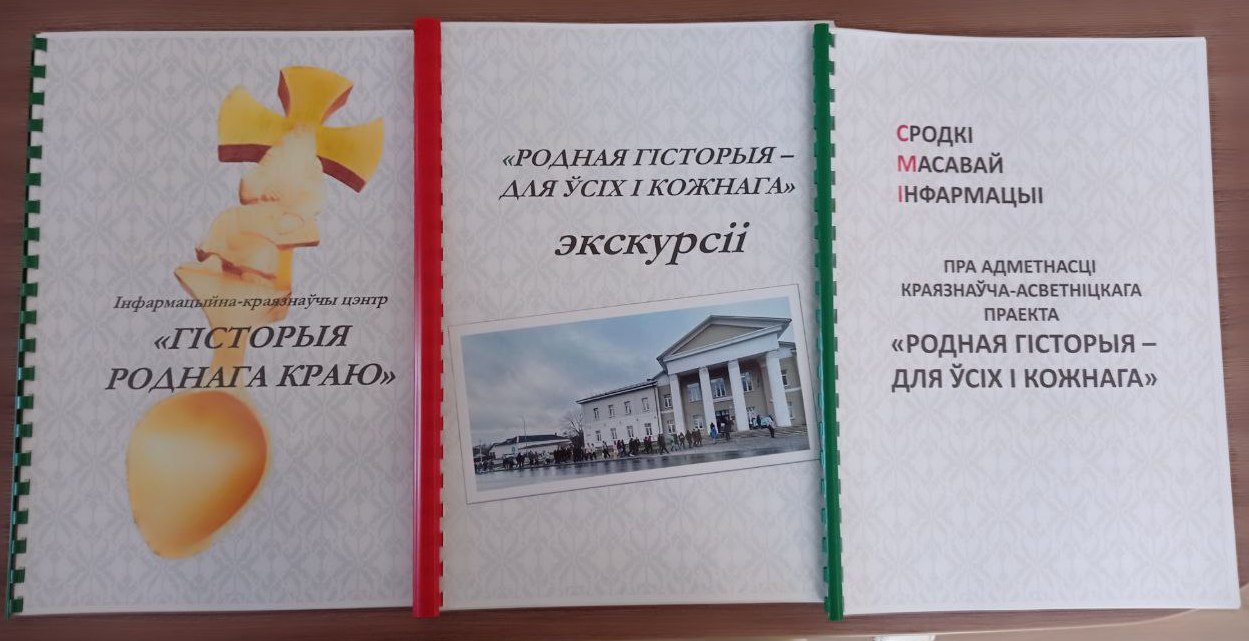 Інфармацыйна-краязнаўчы цэнтр
«ГІСТОРЫЯ
РОДНАГА КРАЮ»
«РОДНАЯ ГІСТОРЫЯ –
ДЛЯ ЎСІХ І КОЖНАГА»
экскурсіі
СРОДКІ
МАСАВАЙ
ІНФАРМАЦЫІ
ПРА АДМЕТНАСЦІ
КРАЯЗНАЎЧА-АСВЕТНІЦКАГА
ПРАЕКТА
«РОДНАЯ ГІСТОРЫЯ –
ДЛЯ ЎСІХ І КОЖНАГА»